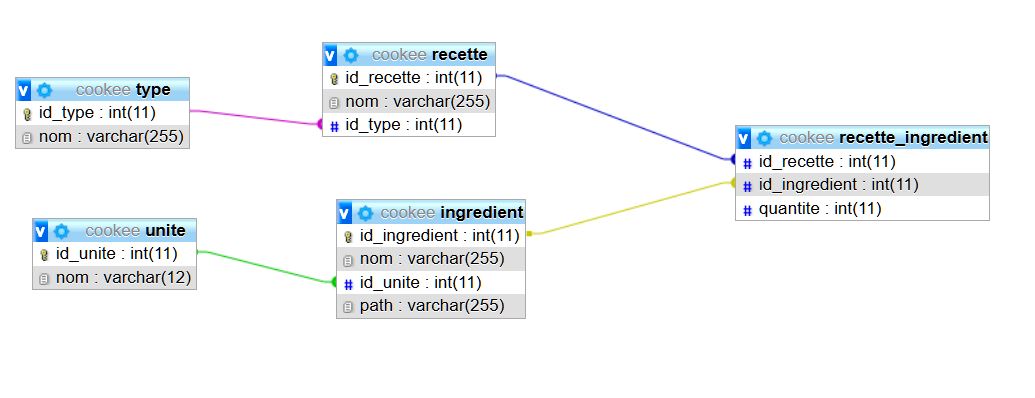 v cookee type
id_type : int(11)
nom : varchar(255)
v cookee recette
id_recette : int(11)
nom : varchar(255)
# id_type : int(11)
v cookee unite
id_unite : int(11)
nom : varchar(12)
v cookee ingredient
id_ingredient : int(11)
nom : varchar(255)
# id_unite : int(11)
path : varchar(255)
v cookee recette_ingredient
# id_recette : int(11)
# id_ingredient : int(11)
# quantite : int(11)